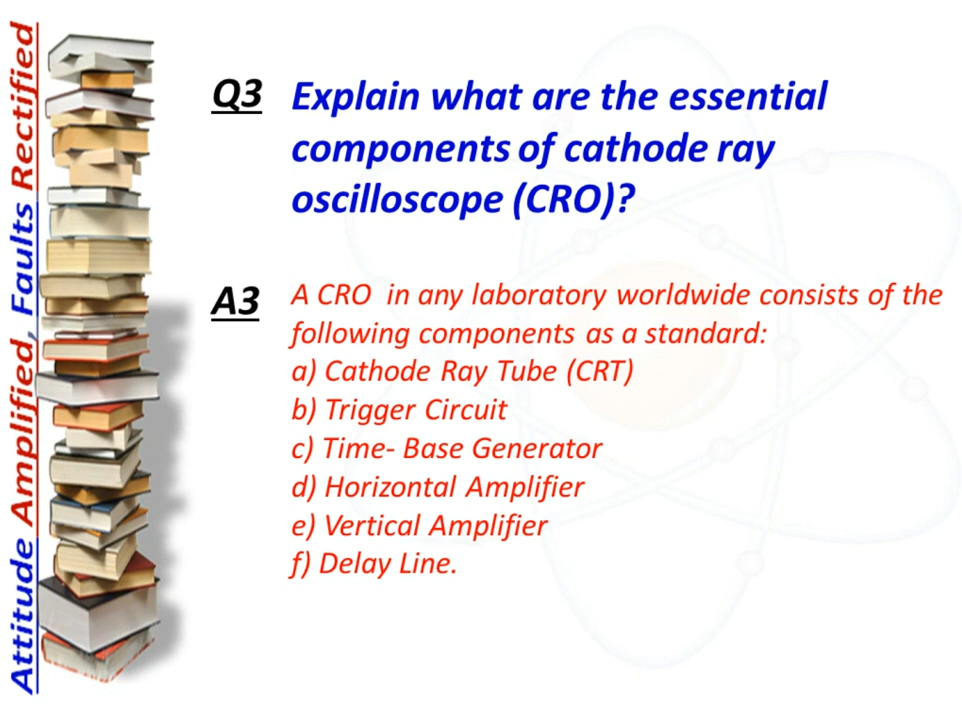 Attitude Amplified, Faults Rectified
Q3 Explain what are the essential
components of cathode ray
oscilloscope (CRO)?
A3 A CRO in any laboratory worldwide consists of the
following components as a standard:
a) Cathode Ray Tube (CRT)
b) Trigger Circuit
c) Time- Base Generator
d) Horizontal Amplifier
e) Vertical Amplifier
f) Delay Line.